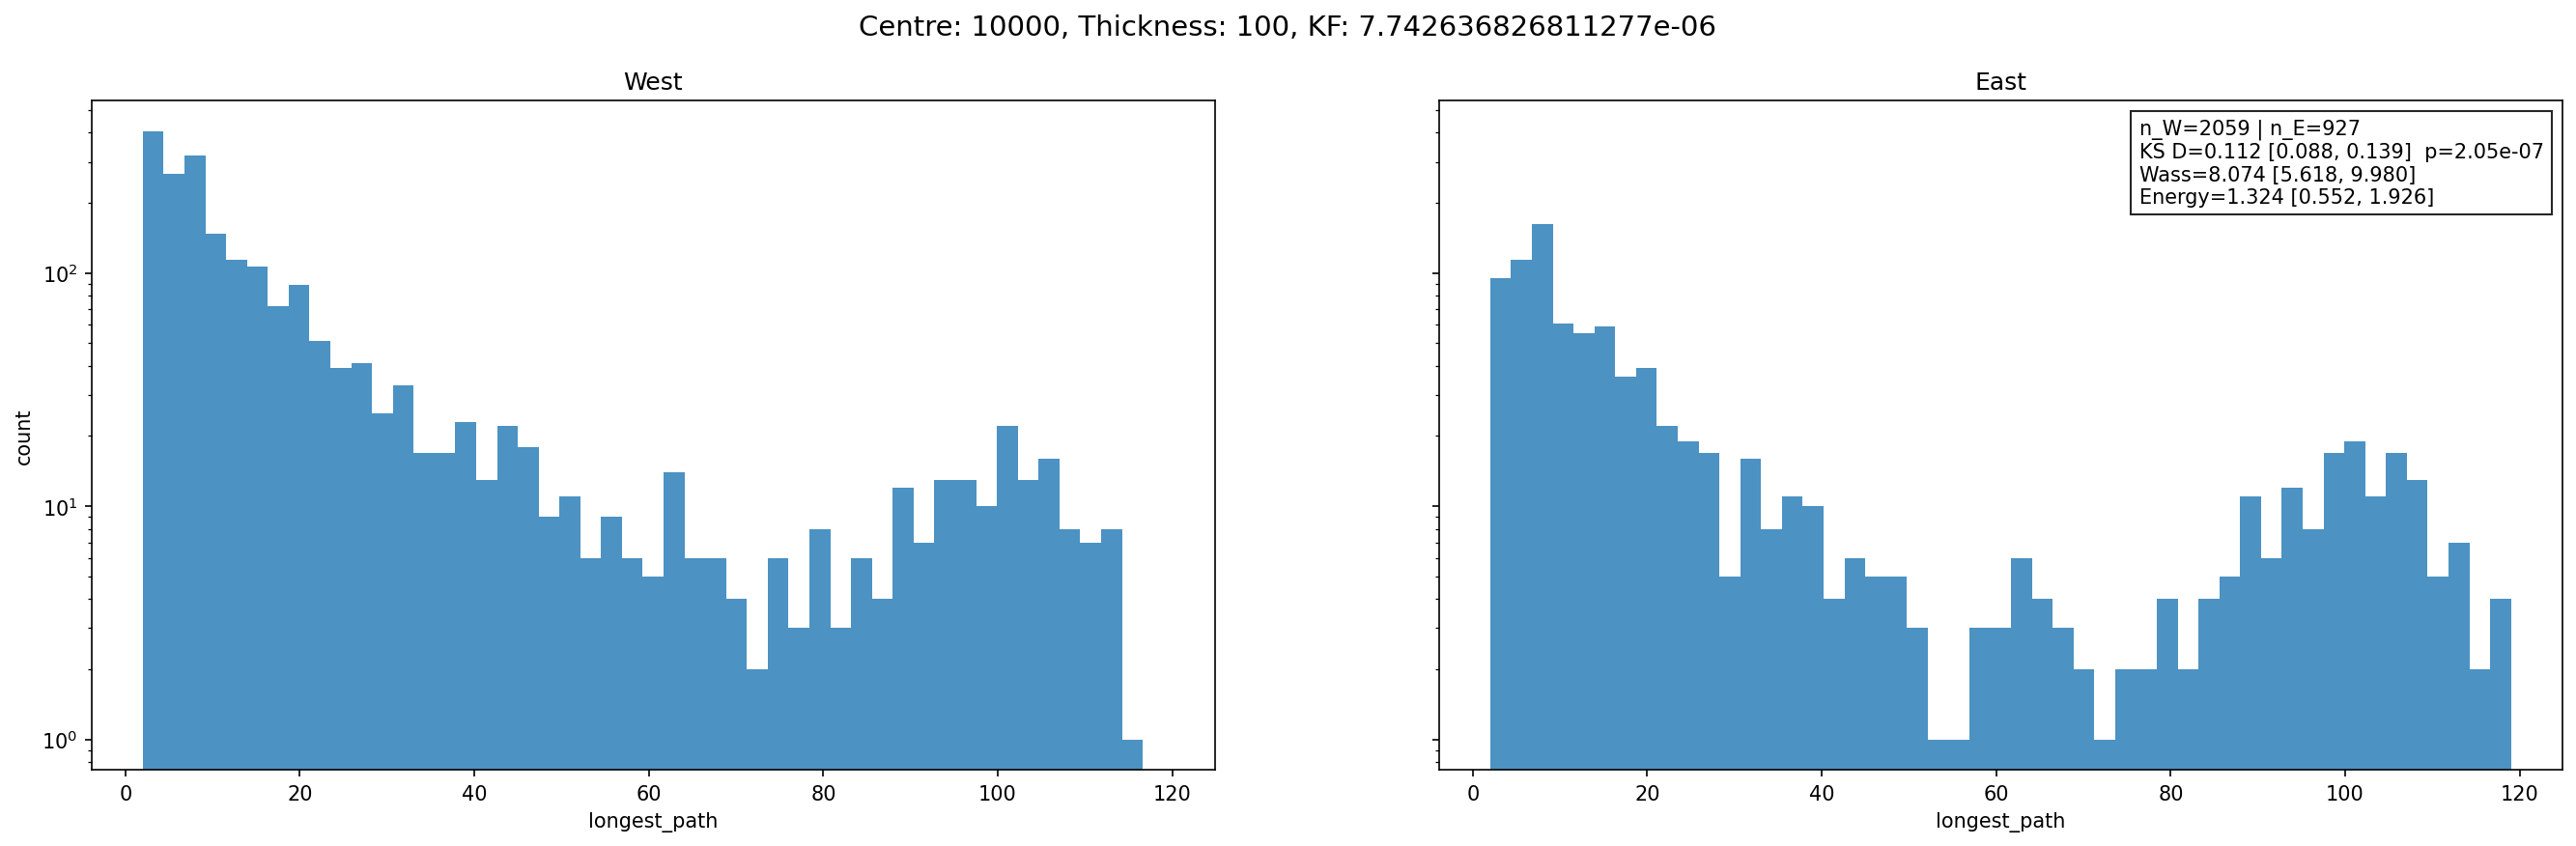 Centre: 10000, Thickness: 100, KF: 7.742636826811277e-06
West
East
n_W=2059 | n_E=927
KS D=0.112 [0.088, 0.139]  p=2.05e-07
Wass=8.074 [5.618, 9.980]
Energy=1.324 [0.552, 1.926]
count
10²
10¹
10⁰
0 20 40 60 80 100 120
longest_path
0 20 40 60 80 100 120
longest_path